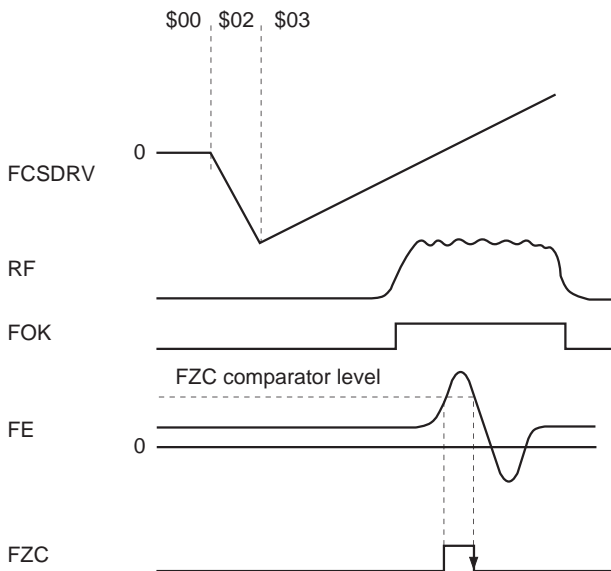 $00 $02 $03
0
FCSDRV
RF
FOK
FZC comparator level
FE
0
FZC